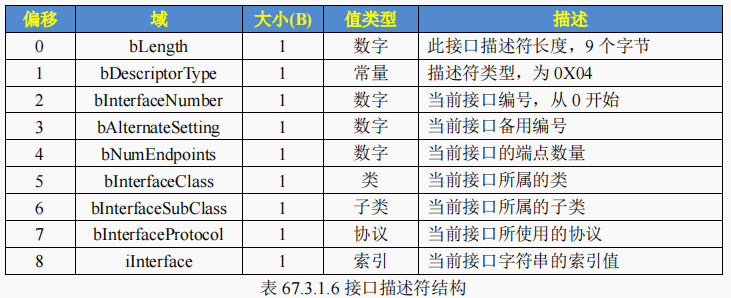 偏移 域 大小(B) 值类型 描述
0 bLength 1 数字 此接口描述符长度，9 个字节
1 bDescriptorType 1 常量 描述符类型，为 0X04
2 bInterfaceNumber 1 数字 当前接口编号，从 0 开始
3 bAlternateSetting 1 数字 当前接口备用编号
4 bNumEndpoints 1 数字 当前接口的端点数量
5 bInterfaceClass 1 类 当前接口所属的类
6 bInterfaceSubClass 1 子类 当前接口所属的子类
7 bInterfaceProtocol 1 协议 当前接口所使用的协议
8 iInterface 1 索引 当前接口字符串的索引值
表 67.3.1.6 接口描述符结构